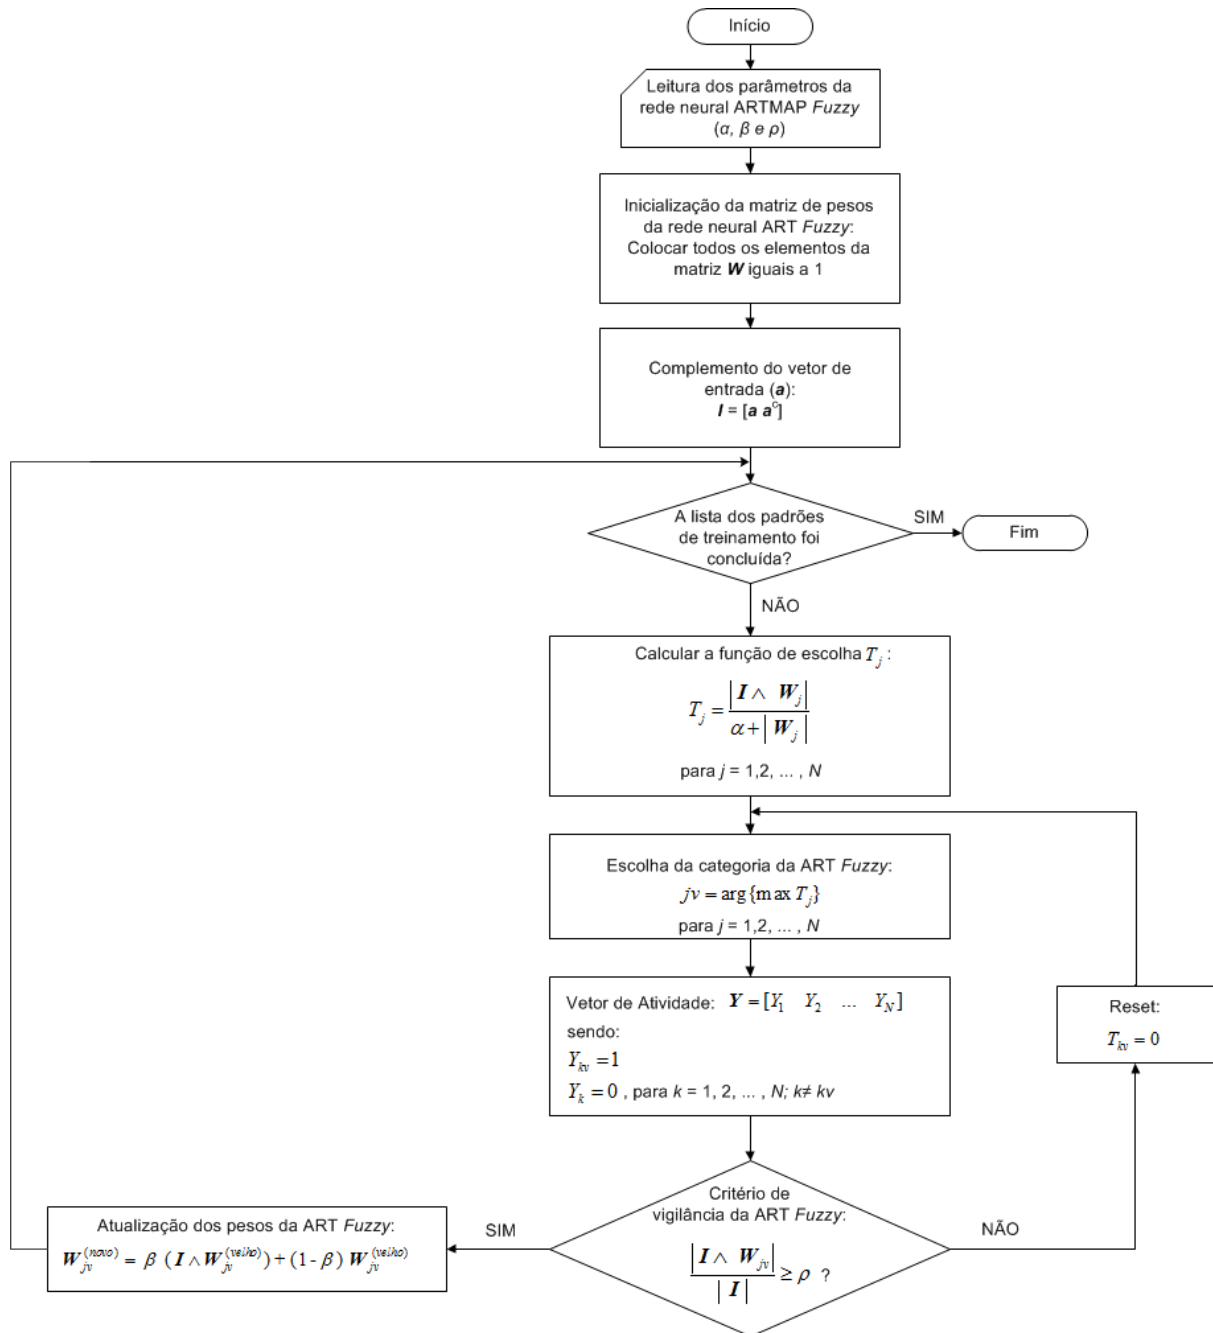 Início
Leitura dos parâmetros da
rede neural ARTMAP Fuzzy
(α, β e ρ)
Inicialização da matriz de pesos
da rede neural ART Fuzzy:
Colocar todos os elementos da
matriz W iguais a 1
Complemento do vetor de
entrada (a):
I = [a aᶜ]
A lista dos padrões
de treinamento foi
concluída?
SIM
Fim
NÃO
Calcular a função de escolha T_j :
T_j = |I ∧ W_j| / (α + |W_j|)
para j = 1,2, ... , N
Escolha da categoria da ART Fuzzy:
jv = arg{max T_j}
para j = 1,2, ... , N
Vetor de Atividade: Y = [Y_1 Y_2 ... Y_N]
sendo:
Y_kv = 1
Y_k = 0 , para k = 1, 2, ... , N; k≠ kv
Reset:
T_kv = 0
Critério de
vigilância da ART Fuzzy:
|I ∧ W_jv| / |I| ≥ ρ ?
SIM
NÃO
Atualização dos pesos da ART Fuzzy:
W_jv^(novo) = β (I ∧ W_jv^(velho)) + (1 - β) W_jv^(velho)